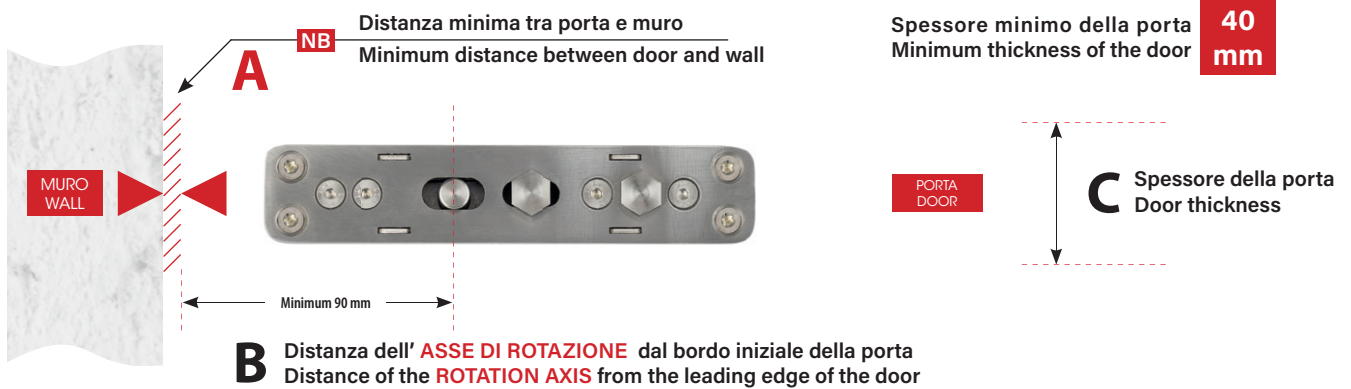 NB
Distanza minima tra porta e muro
Minimum distance between door and wall
A
Spessore minimo della porta
Minimum thickness of the door
40
mm
MURO
WALL
PORTA
DOOR
C
Spessore della porta
Door thickness
Minimum 90 mm
B
Distanza dell' ASSE DI ROTAZIONE dal bordo iniziale della porta
Distance of the ROTATION AXIS from the leading edge of the door